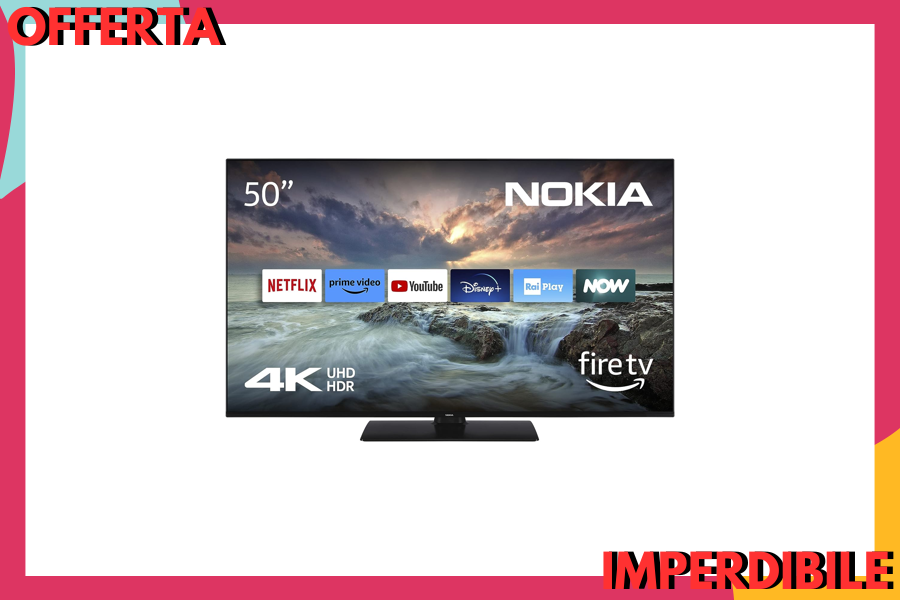 OFFERTA
50”
NOKIA
NETFLIX
prime video
YouTube
Disney+
Rai Play
NOW
4K UHD
HDR
fire tv
IMPERDIBILE